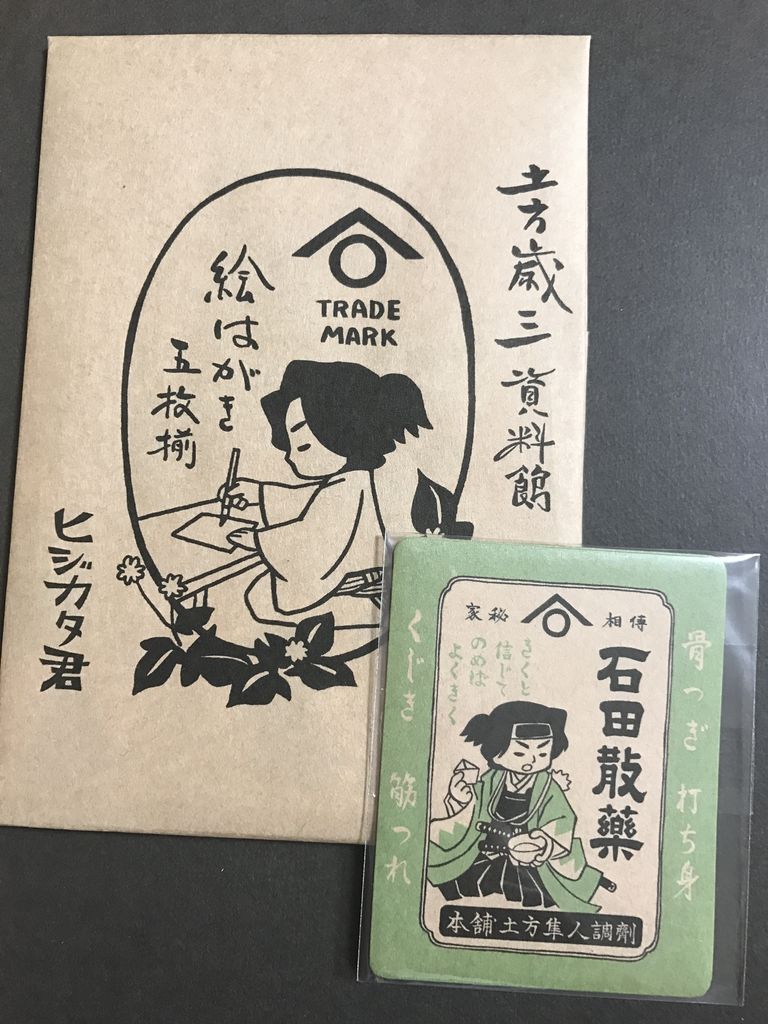 土方歳三資料館
TRADE
MARK
絵はがき
五枚揃
ヒジカタ君
骨つぎ 打ち身
家秘
相傳
石田散藥
きくと
信じて
のめば
よくきく
くじき 筋つれ
本舗 土方隼人調劑